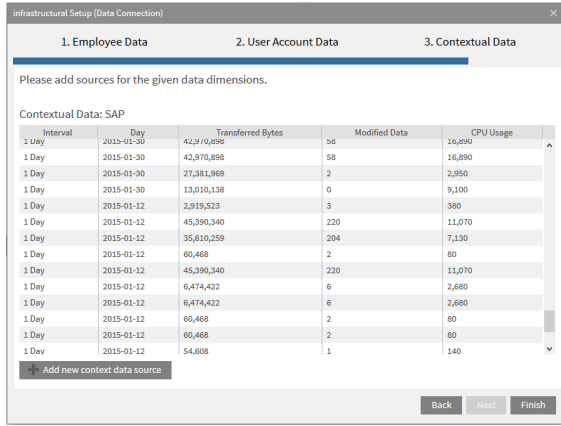 infrastructural Setup (Data Connection)
1. Employee Data 2. User Account Data 3. Contextual Data
Please add sources for the given data dimensions.
Contextual Data: SAP
Interval Day Transferred Bytes Modified Data CPU Usage
1 Day 2015-01-30 42,970,898 58 16,890
1 Day 2015-01-30 42,970,898 58 16,890
1 Day 2015-01-30 27,381,969 2 2,950
1 Day 2015-01-30 13,010,138 0 9,100
1 Day 2015-01-12 2,919,523 3 380
1 Day 2015-01-12 45,390,340 220 11,070
1 Day 2015-01-12 35,610,259 204 7,130
1 Day 2015-01-12 60,468 2 80
1 Day 2015-01-12 45,390,340 220 11,070
1 Day 2015-01-12 6,474,422 6 2,680
1 Day 2015-01-12 6,474,422 6 2,680
1 Day 2015-01-12 60,468 2 80
1 Day 2015-01-12 60,468 2 80
1 Day 2015-01-12 54,608 1 140
Add new context data source
Back Next Finish